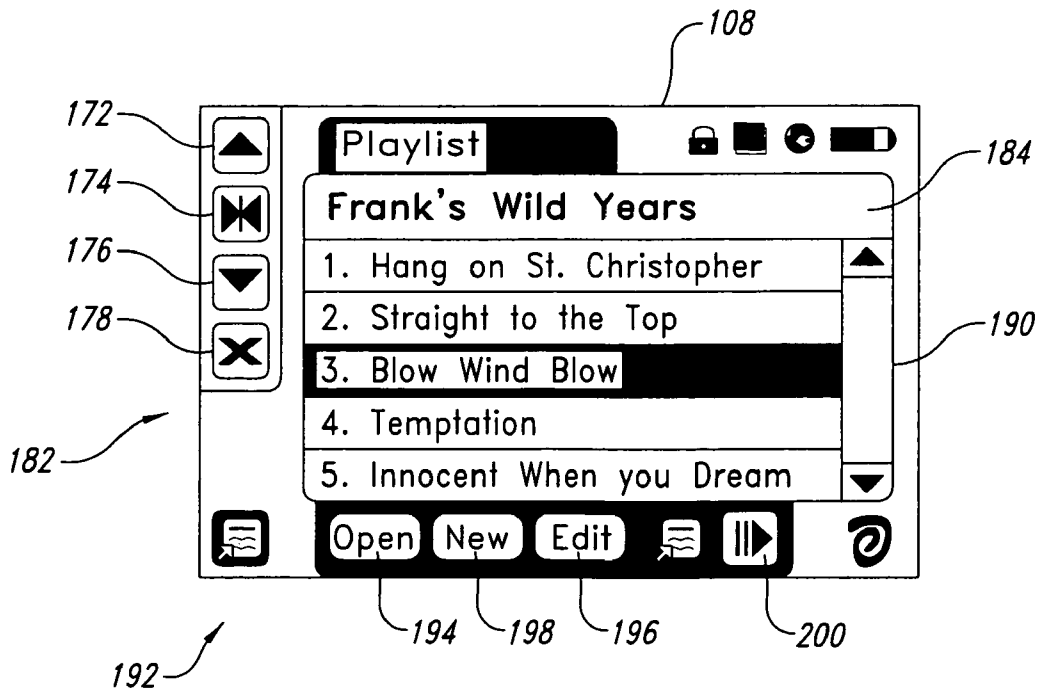 108
172
Playlist
174
184
Frank's Wild Years
176
1. Hang on St. Christopher
2. Straight to the Top
178
190
3. Blow Wind Blow
4. Temptation
182
5. Innocent When you Dream
Open New Edit
194 198 196 200
192